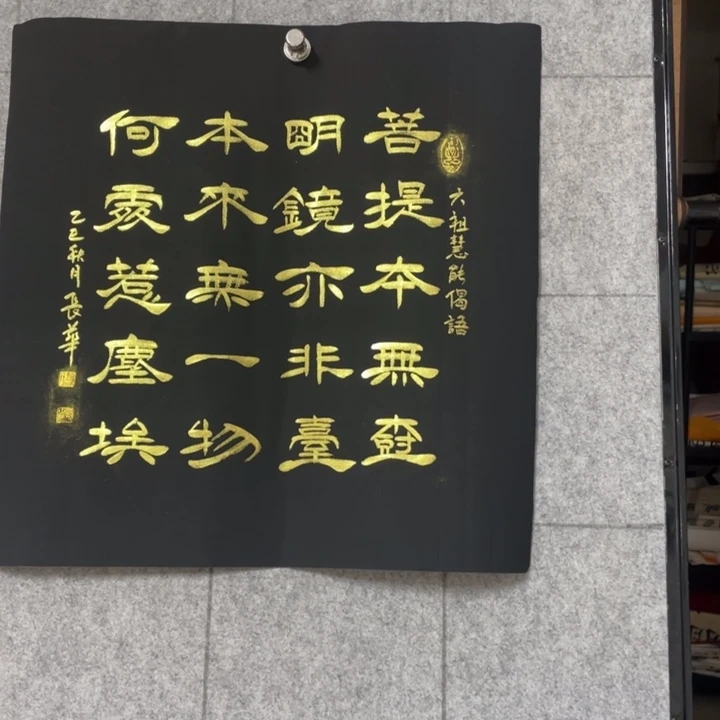 六祖慧能偈語
菩提本無樹
朙鏡亦非臺
本來無一物
何處惹塵埃
乙巳秋月長華